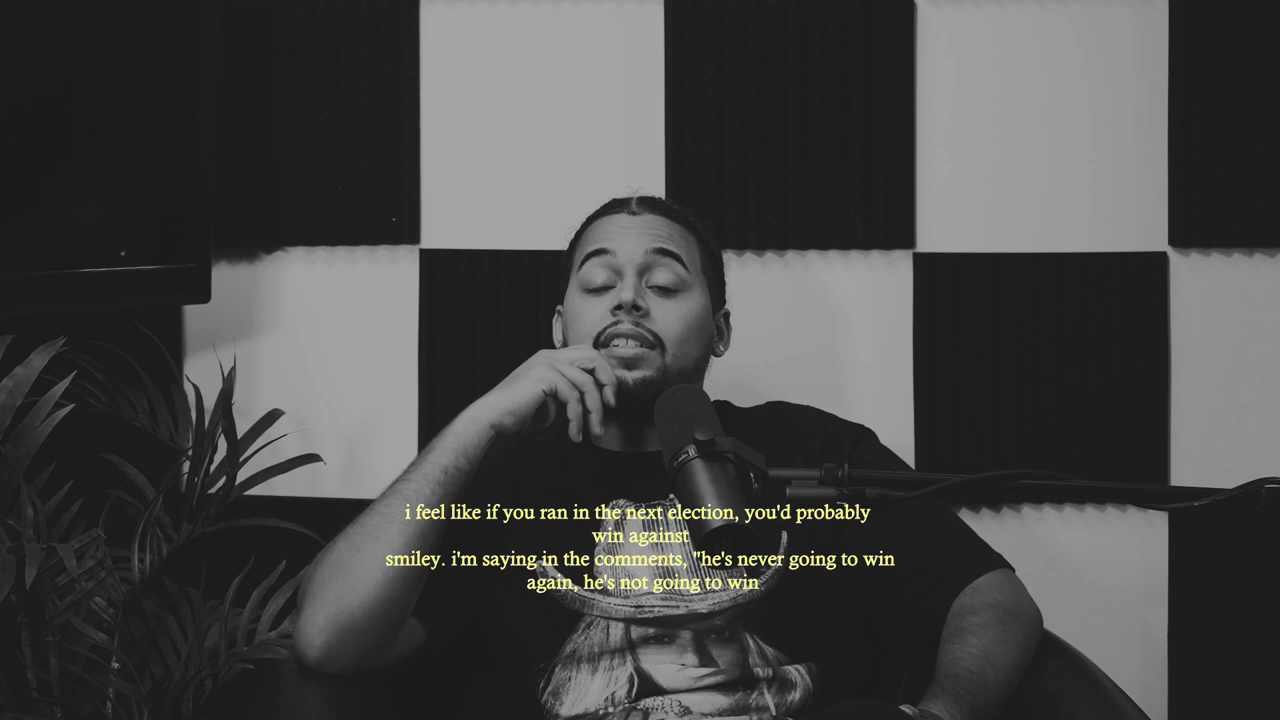 i feel like if you ran in the next election, you'd probably
win against
smiley. i'm saying in the comments, "he's never going to win
again, he's not going to win